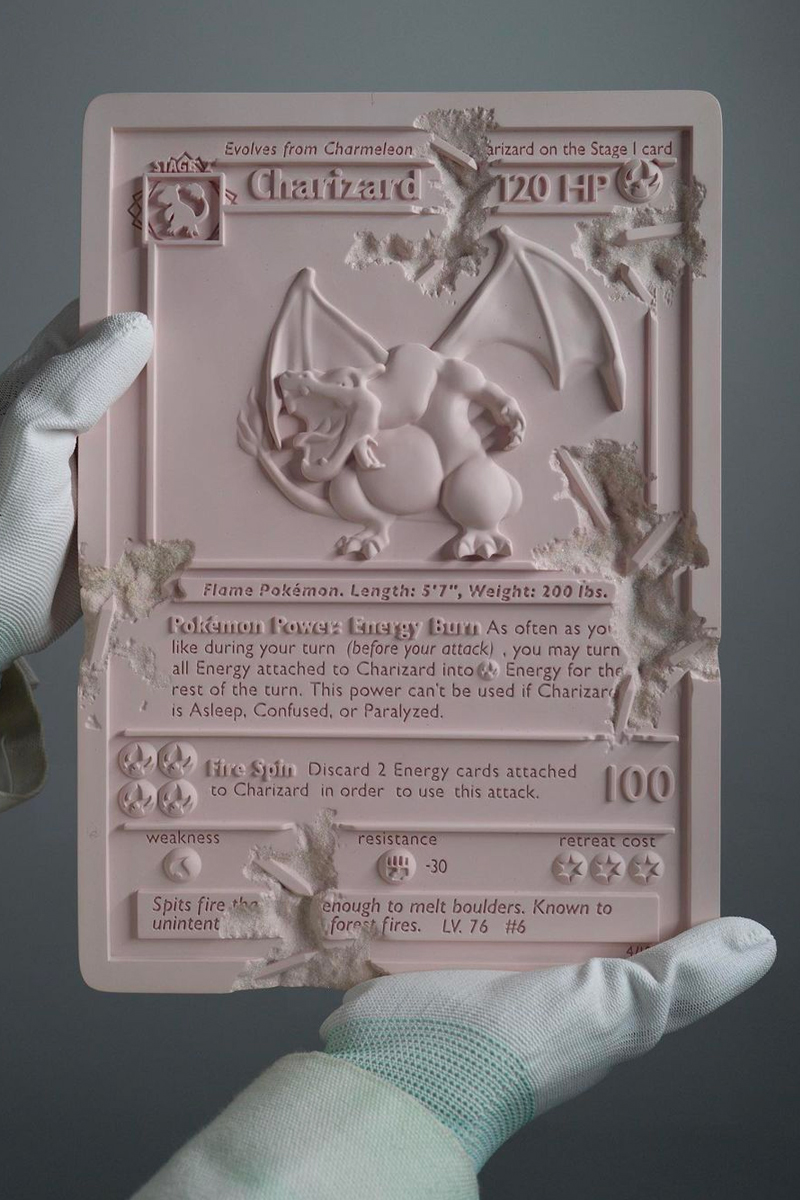 Evolves from Charmeleon arizard on the Stage I card
STAGE
Charizard 120 HP
Flame Pokémon. Length: 5'7", Weight: 200 lbs.
Pokémon Power: Energy Burn As often as you
like during your turn (before your attack) , you may turn
all Energy attached to Charizard into Energy for the
rest of the turn. This power can't be used if Charizard
is Asleep, Confused, or Paralyzed.
Fire Spin Discard 2 Energy cards attached 100
to Charizard in order to use this attack.
weakness resistance retreat cost
-30
Spits fire tha enough to melt boulders. Known to
unintent forest fires. LV. 76 #6